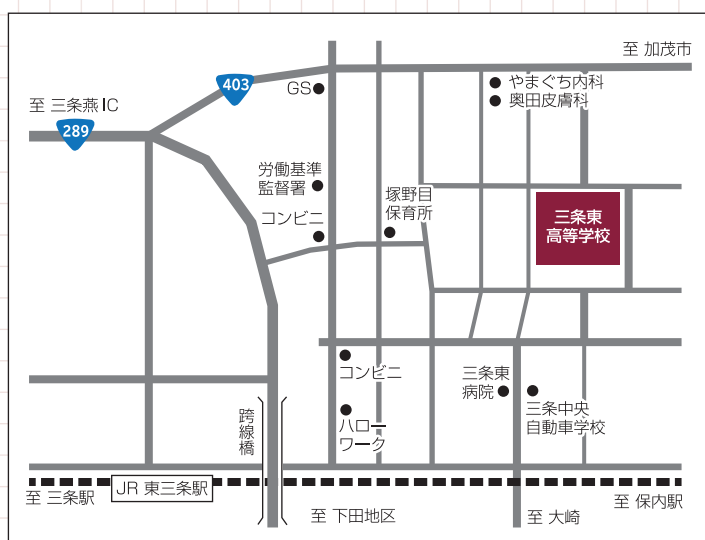 至 加茂市
403
GS
やまぐち内科
奥田皮膚科
至 三条燕IC
289
労働基準
監督署
塚野目
保育所
コンビニ
三条東
高等学校
コンビニ
三条東
病院
三条中央
自動車学校
跨線橋
ハロー
ワーク
JR 東三条駅
至 三条駅
至 保内駅
至 下田地区
至 大崎